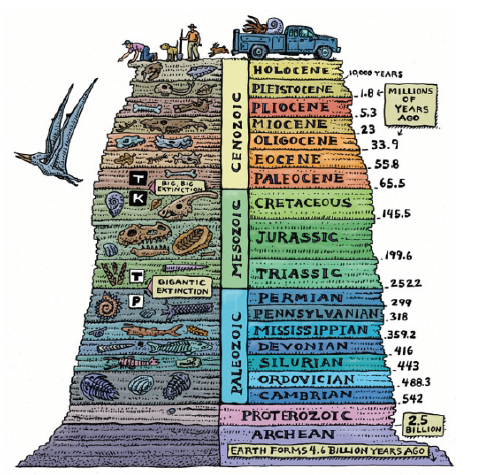 HOLOCENE
10,000 YEARS
PLEISTOCENE
1.8
MILLIONS
OF
YEARS
AGO
PLIOCENE
5.3
MIOCENE
23
OLIGOCENE
33.9
EOCENE
55.8
PALEOCENE
65.5
CENOZOIC
T
K
BIG, BIG
EXTINCTION
CRETACEOUS
145.5
JURASSIC
199.6
TRIASSIC
2522
MESOZOIC
T
P
GIGANTIC
EXTINCTION
PERMIAN
299
PENNSYLVANIAN
318
MISSISSIPPIAN
359.2
DEVONIAN
416
SILURIAN
443
ORDOVICIAN
488.3
CAMBRIAN
542
PALEOZOIC
PROTEROZOIC
2.5
BILLION
ARCHEAN
EARTH FORMS 4.6 BILLION YEARS AGO